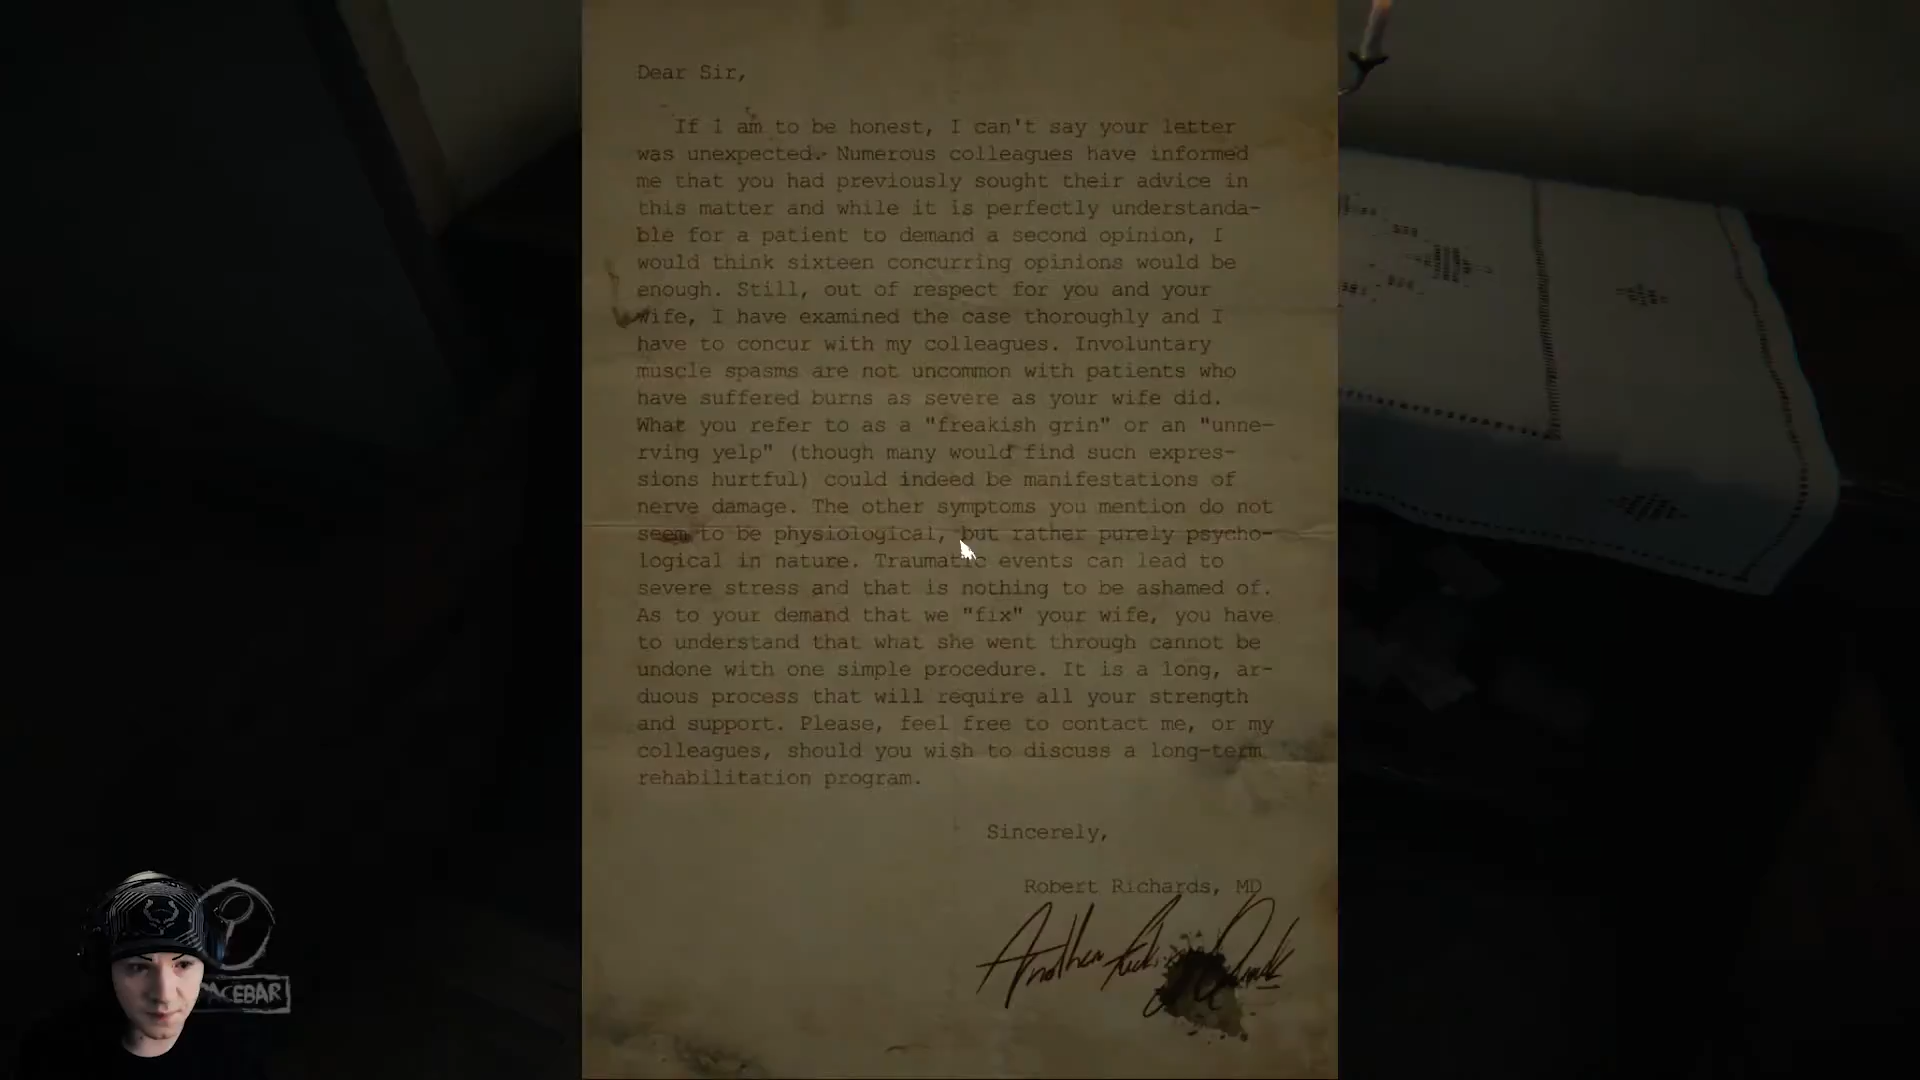 Dear Sir,
If i am to be honest, I can't say your letter
was unexpected. Numerous colleagues have informed
me that you had previously sought their advice in
this matter and while it is perfectly understanda-
ble for a patient to demand a second opinion, I
would think sixteen concurring opinions would be
enough. Still, out of respect for you and your
wife, I have examined the case thoroughly and I
have to concur with my colleagues. Involuntary
muscle spasms are not uncommon with patients who
have suffered burns as severe as your wife did.
What you refer to as a "freakish grin" or an "unne-
rving yelp" (though many would find such expres-
sions hurtful) could indeed be manifestations of
nerve damage. The other symptoms you mention do not
seem to be physiological, but rather purely psycho-
logical in nature. Traumatic events can lead to
severe stress and that is nothing to be ashamed of.
As to your demand that we "fix" your wife, you have
to understand that what she went through cannot be
undone with one simple procedure. It is a long, ar-
duous process that will require all your strength
and support. Please, feel free to contact me, or my
colleagues, should you wish to discuss a long-term
rehabilitation program.
Sincerely,
Robert Richards, MD
Another
ACEBAR